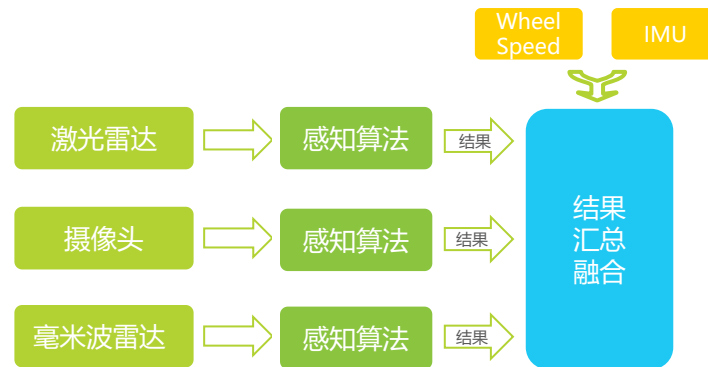 Wheel
Speed
IMU
激光雷达
感知算法
结果
摄像头
感知算法
结果
毫米波雷达
感知算法
结果
结果
汇总
融合